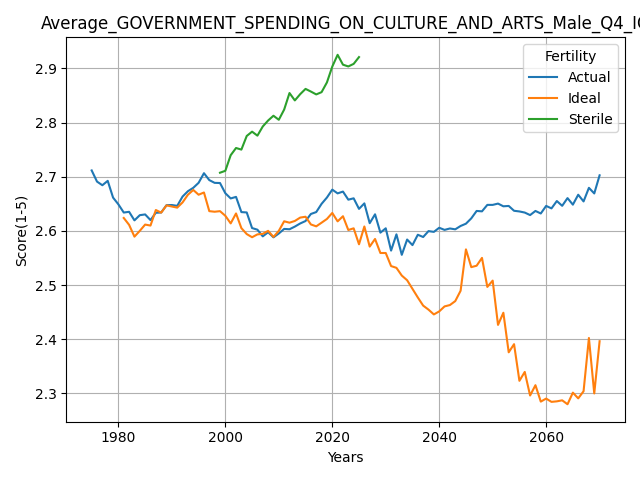 Average_GOVERNMENT_SPENDING_ON_CULTURE_AND_ARTS_Male_Q4_IQ
Fertility
Actual
Ideal
Sterile
Score(1-5)
2.9
2.8
2.7
2.6
2.5
2.4
2.3
1980 2000 2020 2040 2060
Years